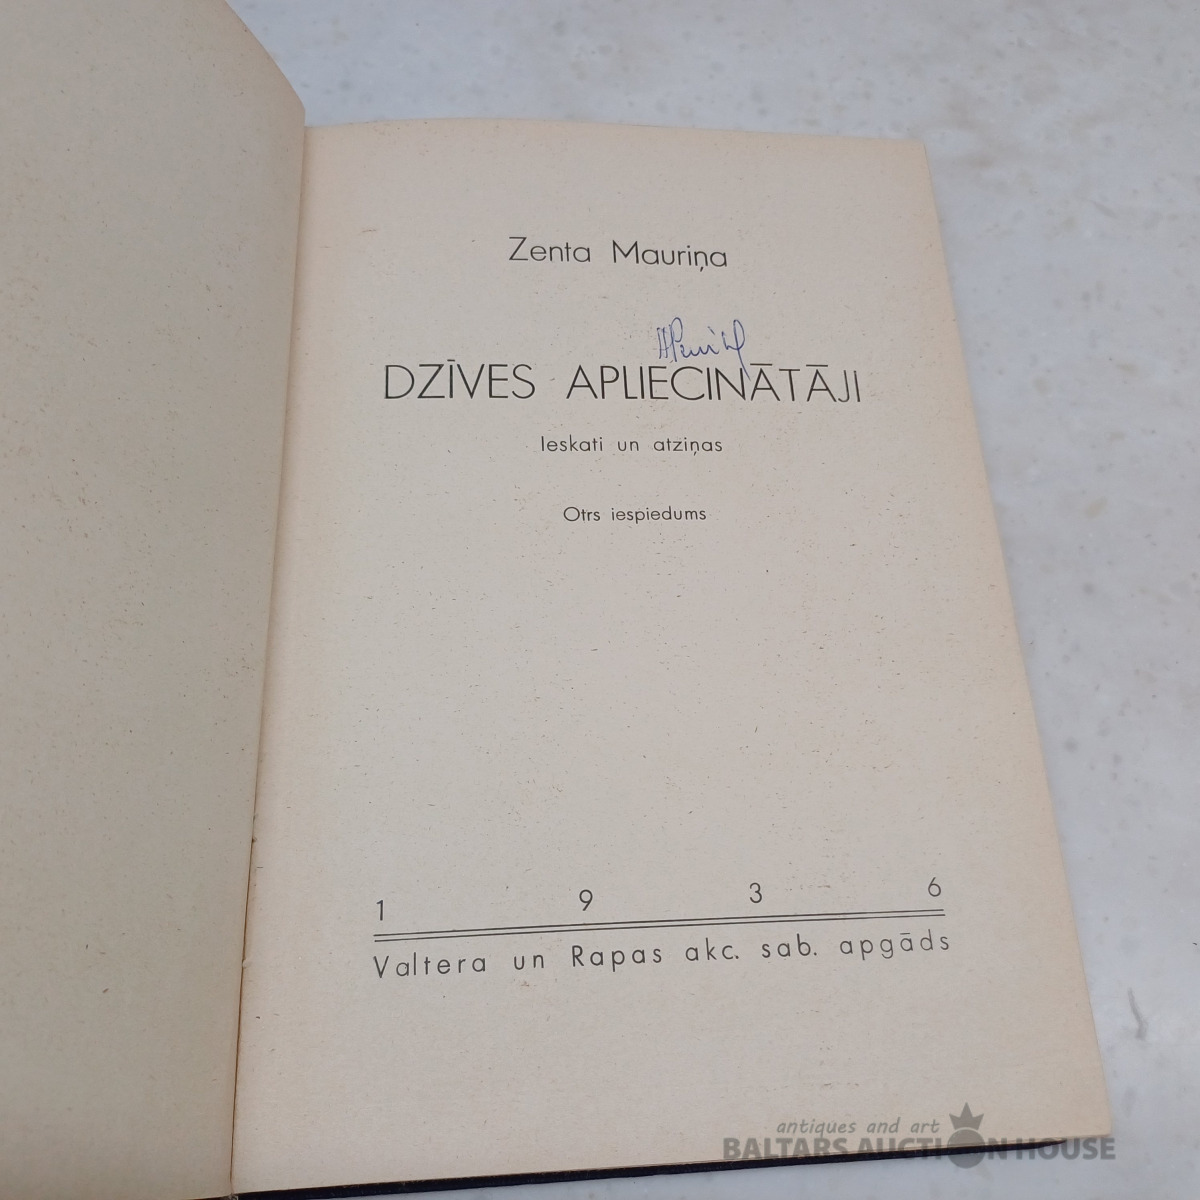 Zenta Mauriņa
DZĪVES APLIECINĀTĀJI
Ieskati un atziņas
Otrs iespiedums
1 9 3 6
Valtera un Rapas akc. sab. apgāds
antiques and art
BALTARS AUCTION HOUSE